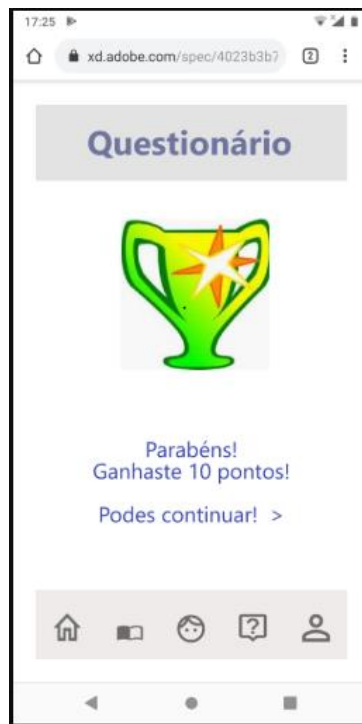 17:25
xd.adobe.com/spec/4023b3b7
2
Questionário
Parabéns!
Ganhaste 10 pontos!
Podes continuar! >
?